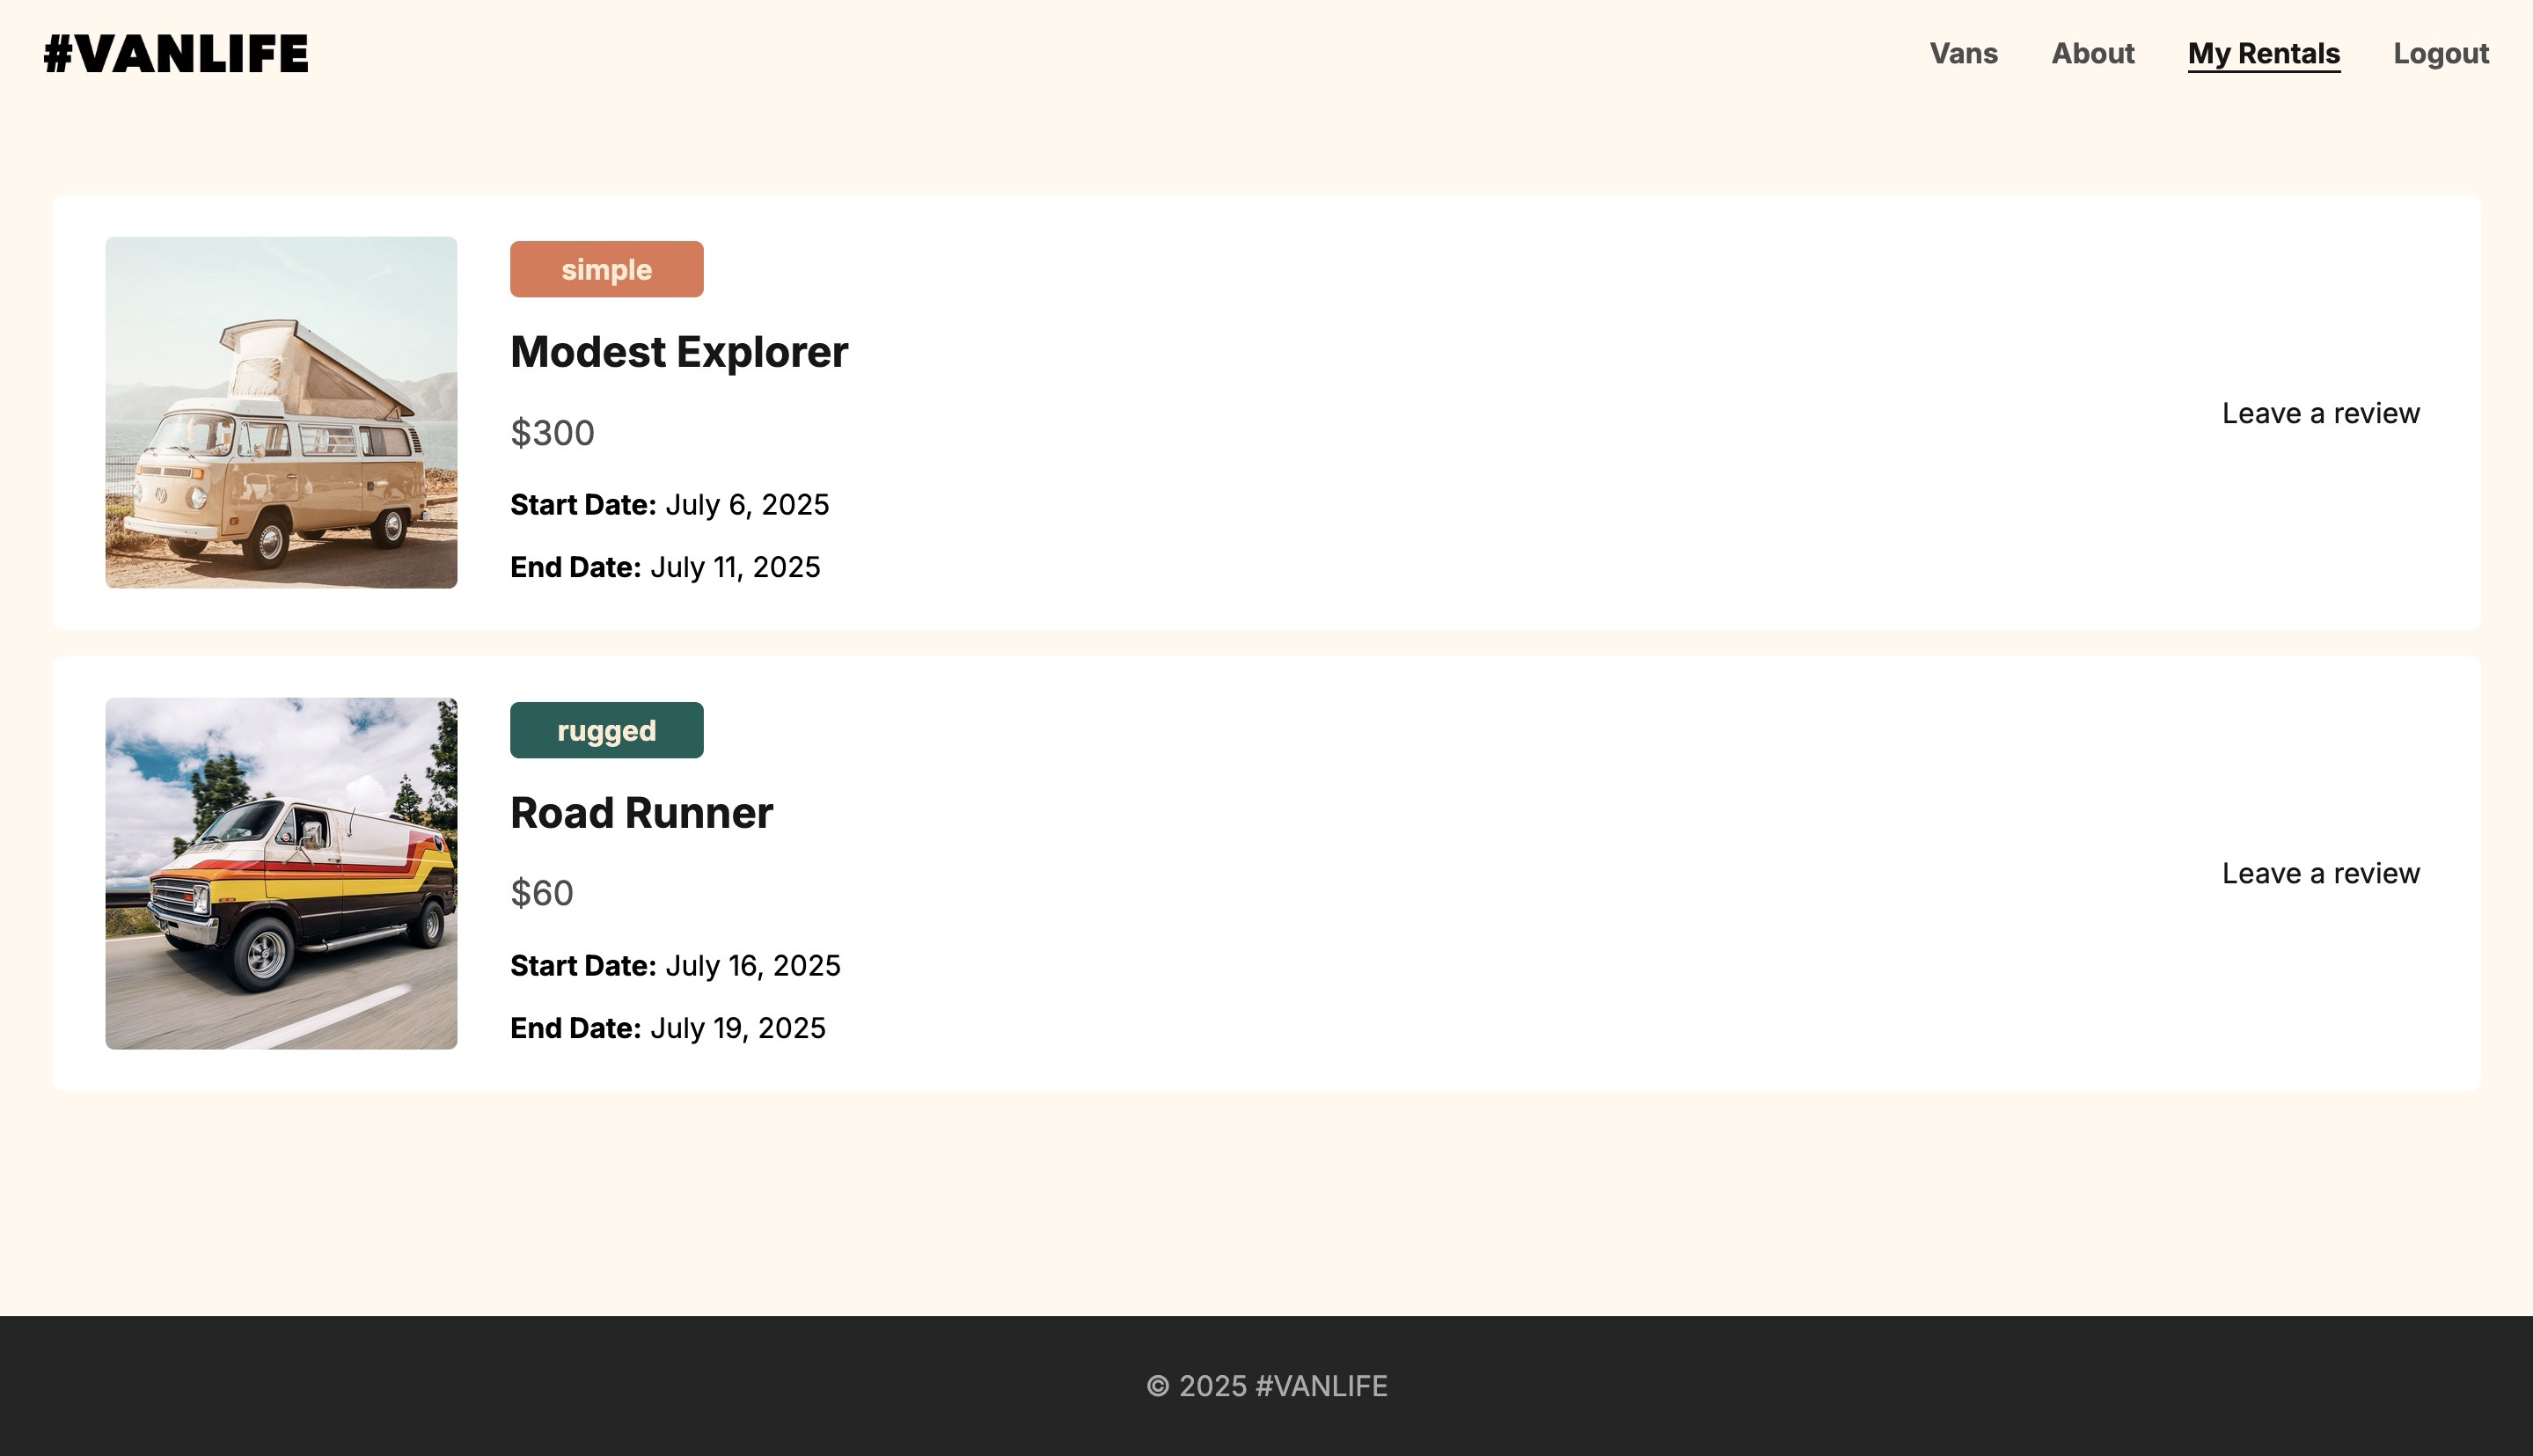 #VANLIFE
Vans About My Rentals Logout
simple
Modest Explorer
$300
Start Date: July 6, 2025
End Date: July 11, 2025
Leave a review
rugged
Road Runner
$60
Start Date: July 16, 2025
End Date: July 19, 2025
Leave a review
© 2025 #VANLIFE